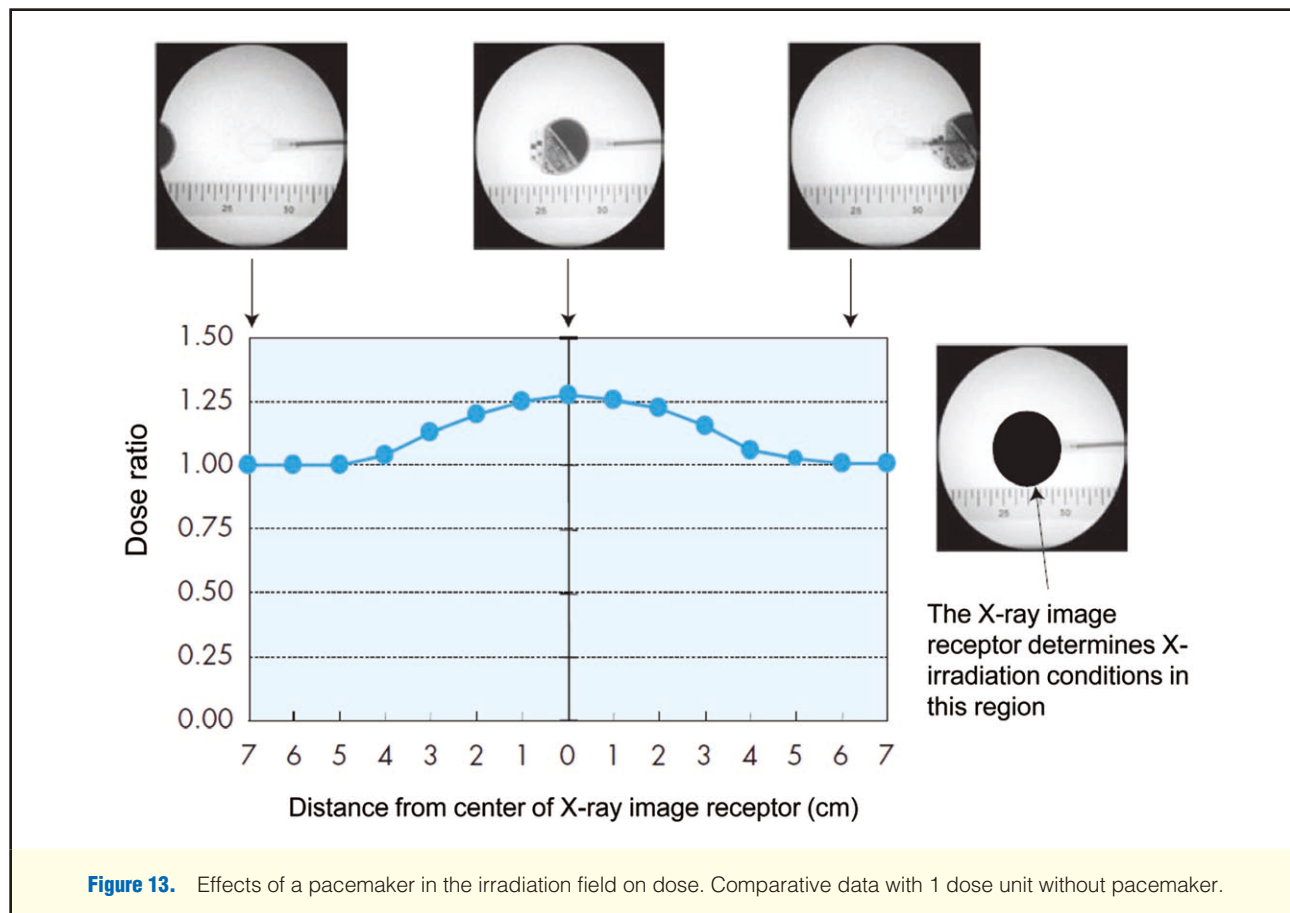 25 50
25 50
25 50
1.50
1.25
1.00
0.75
0.50
0.25
0.00
Dose ratio
7 6 5 4 3 2 1 0 1 2 3 4 5 6 7
Distance from center of X-ray image receptor (cm)
25 50
The X-ray image
receptor determines X-
irradiation conditions in
this region
Figure 13. Effects of a pacemaker in the irradiation field on dose. Comparative data with 1 dose unit without pacemaker.